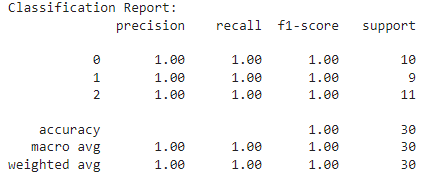 Classification Report:
precision recall f1-score support
0 1.00 1.00 1.00 10
1 1.00 1.00 1.00 9
2 1.00 1.00 1.00 11
accuracy 1.00 30
macro avg 1.00 1.00 1.00 30
weighted avg 1.00 1.00 1.00 30